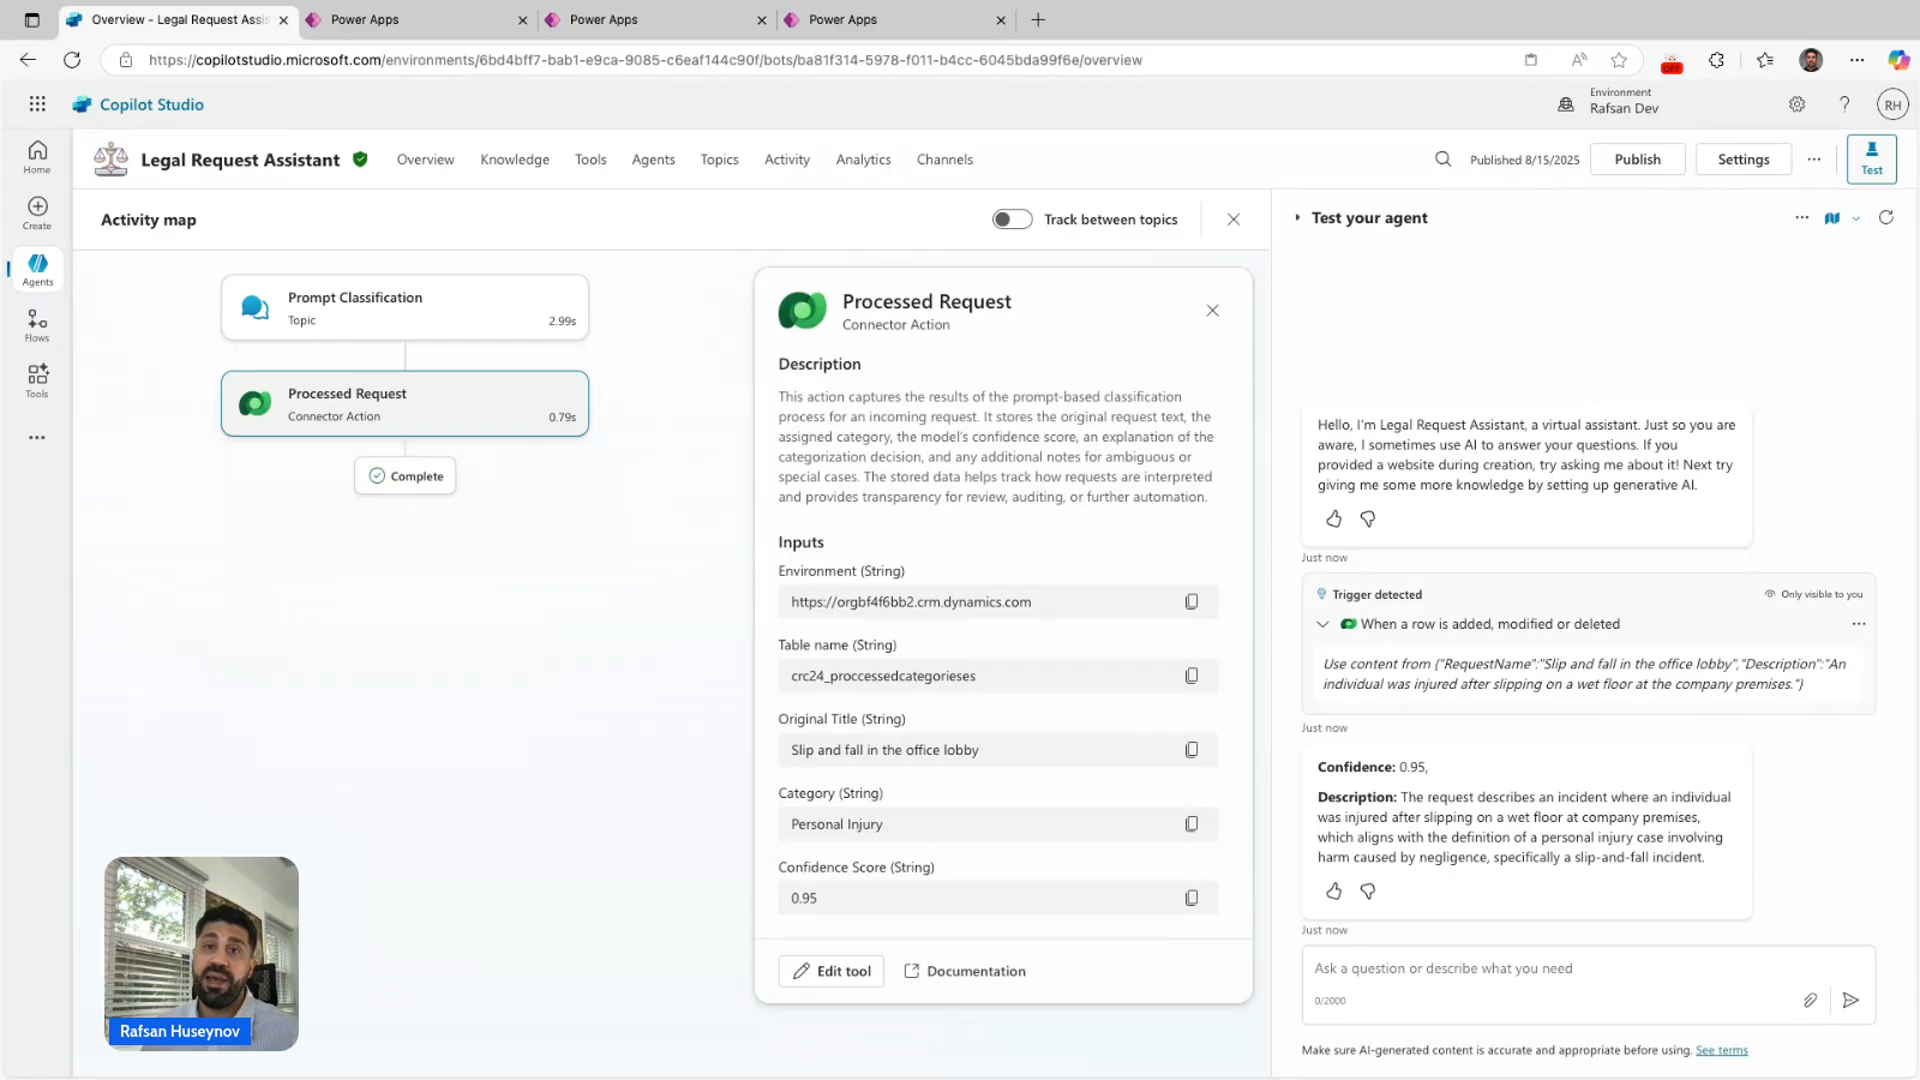 Overview - Legal Request Assis
Power Apps
Power Apps
Power Apps
https://copilotstudio.microsoft.com/environments/6bd4bff7-bab1-e9ca-9085-c6eaf144c90f/bots/ba81f314-5978-f011-b4cc-6045bda99f6e/overview
OFF
Copilot Studio
Environment
Rafsan Dev
RH
Home
Create
Agents
Flows
Tools
Legal Request Assistant
Overview
Knowledge
Tools
Agents
Topics
Activity
Analytics
Channels
Published 8/15/2025
Publish
Settings
Test
Activity map
Track between topics
Prompt Classification
Topic
2.99s
Processed Request
Connector Action
0.79s
Complete
Processed Request
Connector Action
Description
This action captures the results of the prompt-based classification
process for an incoming request. It stores the original request text, the
assigned category, the model's confidence score, an explanation of the
categorization decision, and any additional notes for ambiguous or
special cases. The stored data helps track how requests are interpreted
and provides transparency for review, auditing, or further automation.
Inputs
Environment (String)
https://orgbf4f6bb2.crm.dynamics.com
Table name (String)
crc24_proccessedcategorieses
Original Title (String)
Slip and fall in the office lobby
Category (String)
Personal Injury
Confidence Score (String)
0.95
Edit tool
Documentation
Test your agent
Hello, I'm Legal Request Assistant, a virtual assistant. Just so you are
aware, I sometimes use AI to answer your questions. If you
provided a website during creation, try asking me about it! Next try
giving me some more knowledge by setting up generative AI.
Just now
Trigger detected
Only visible to you
When a row is added, modified or deleted
Use content from {"RequestName":"Slip and fall in the office lobby","Description":"An
individual was injured after slipping on a wet floor at the company premises."}
Just now
Confidence: 0.95,
Description: The request describes an incident where an individual
was injured after slipping on a wet floor at company premises,
which aligns with the definition of a personal injury case involving
harm caused by negligence, specifically a slip-and-fall incident.
Just now
Ask a question or describe what you need
0/2000
Make sure AI-generated content is accurate and appropriate before using. See terms
Rafsan Huseynov